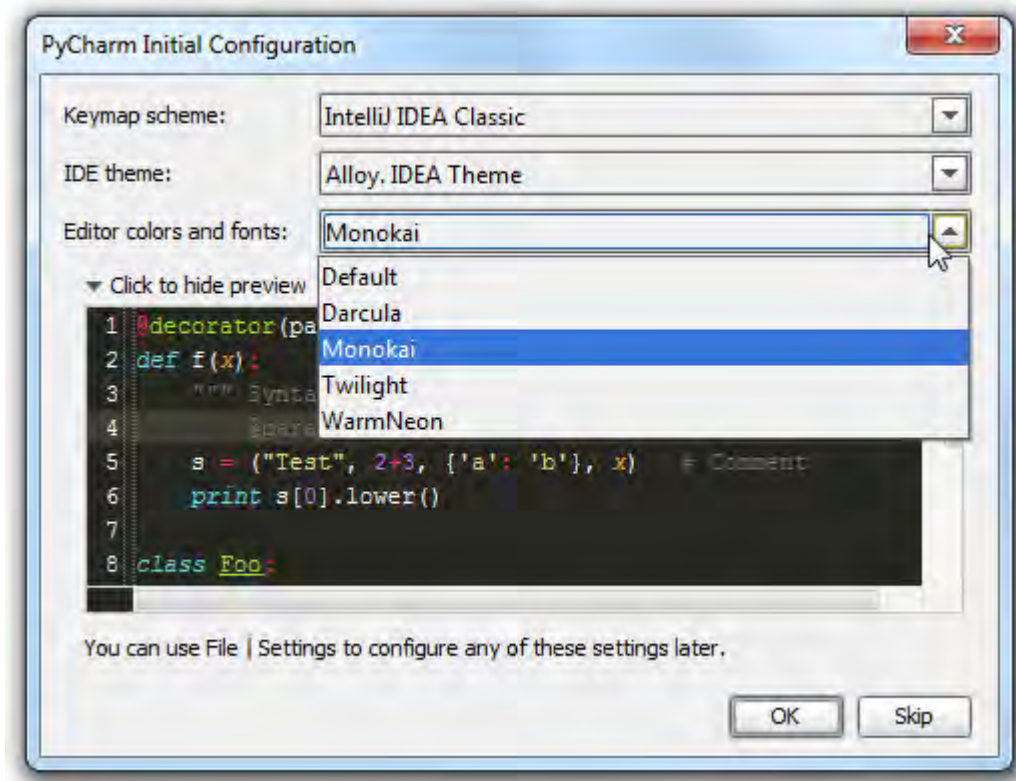 PyCharm Initial Configuration
Keymap scheme: IntelliJ IDEA Classic
IDE theme: Alloy. IDEA Theme
Editor colors and fonts: Monokai
Click to hide preview
Default
Darcula
Monokai
Twilight
WarmNeon
1 @decorator(pa
2 def f(x):
3 """ Synta
4 @para
5 s = ("Test", 2+3, {'a': 'b'}, x) # Comment
6 print s[0].lower()
7
8 class Foo:
You can use File | Settings to configure any of these settings later.
OK Skip